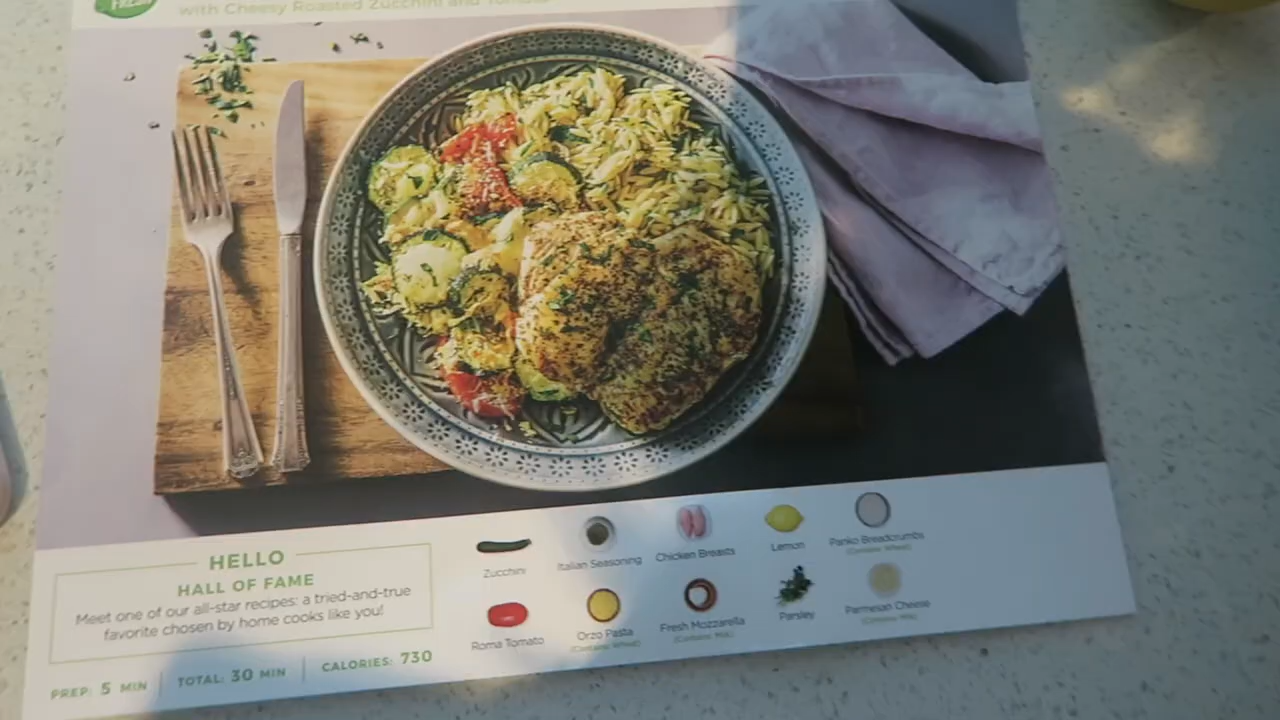 with Cheesy Roasted Zucchini and Tomato
HELLO
HALL OF FAME
Meet one of our all-star recipes: a tried-and-true
favorite chosen by home cooks like you!
PREP: 5 MIN
TOTAL: 30 MIN
CALORIES: 730
Zucchini
Italian Seasoning
Chicken Breasts
Lemon
Panko Breadcrumbs
(Contains: Wheat)
Roma Tomato
Orzo Pasta
(Contains: Wheat)
Fresh Mozzarella
(Contains: Milk)
Parsley
Parmesan Cheese
(Contains: Milk)